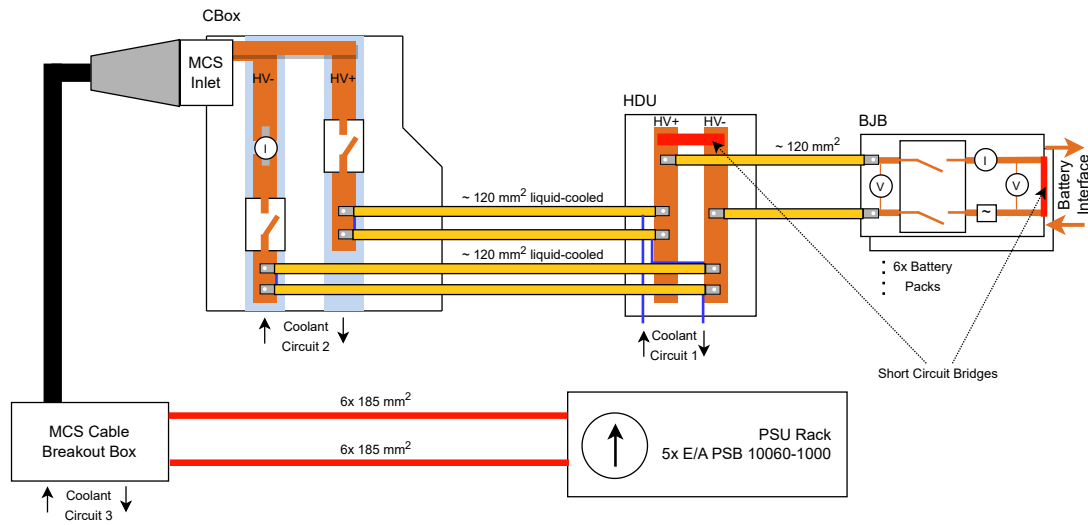 CBox
MCS
Inlet
HV-
HV+
I
HDU
HV+
HV-
~ 120 mm²
BJB
I
V
V
~
Battery
Interface
~ 120 mm² liquid-cooled
~ 120 mm² liquid-cooled
6x Battery
Packs
Coolant
Circuit 2
Coolant
Circuit 1
Short Circuit Bridges
MCS Cable
Breakout Box
6x 185 mm²
6x 185 mm²
PSU Rack
5x E/A PSB 10060-1000
Coolant
Circuit 3